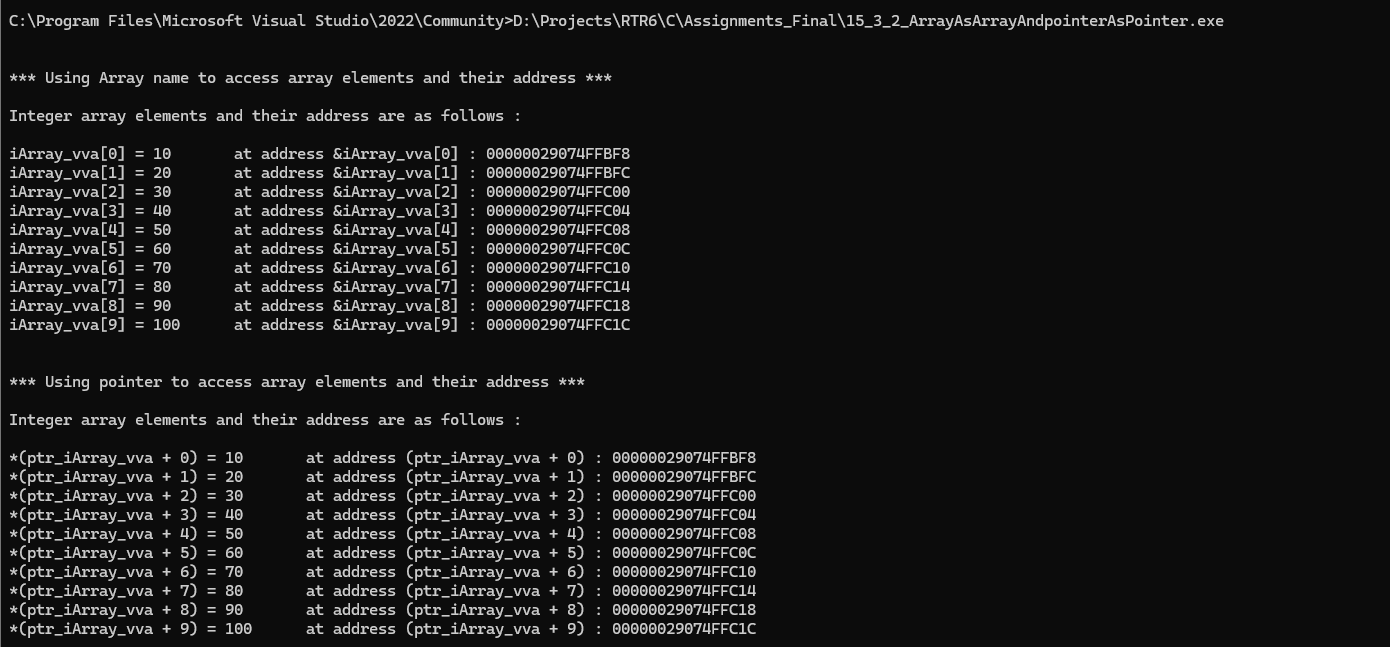 C:\Program Files\Microsoft Visual Studio\2022\Community>D:\Projects\RTR6\C\Assignments_Final\15_3_2_ArrayAsArrayAndpointerAsPointer.exe
*** Using Array name to access array elements and their address ***
Integer array elements and their address are as follows :
iArray_vva[0] = 10       at address &iArray_vva[0] : 00000029074FFBF8
iArray_vva[1] = 20       at address &iArray_vva[1] : 00000029074FFBFC
iArray_vva[2] = 30       at address &iArray_vva[2] : 00000029074FFC00
iArray_vva[3] = 40       at address &iArray_vva[3] : 00000029074FFC04
iArray_vva[4] = 50       at address &iArray_vva[4] : 00000029074FFC08
iArray_vva[5] = 60       at address &iArray_vva[5] : 00000029074FFC0C
iArray_vva[6] = 70       at address &iArray_vva[6] : 00000029074FFC10
iArray_vva[7] = 80       at address &iArray_vva[7] : 00000029074FFC14
iArray_vva[8] = 90       at address &iArray_vva[8] : 00000029074FFC18
iArray_vva[9] = 100      at address &iArray_vva[9] : 00000029074FFC1C
*** Using pointer to access array elements and their address ***
Integer array elements and their address are as follows :
*(ptr_iArray_vva + 0) = 10       at address (ptr_iArray_vva + 0) : 00000029074FFBF8
*(ptr_iArray_vva + 1) = 20       at address (ptr_iArray_vva + 1) : 00000029074FFBFC
*(ptr_iArray_vva + 2) = 30       at address (ptr_iArray_vva + 2) : 00000029074FFC00
*(ptr_iArray_vva + 3) = 40       at address (ptr_iArray_vva + 3) : 00000029074FFC04
*(ptr_iArray_vva + 4) = 50       at address (ptr_iArray_vva + 4) : 00000029074FFC08
*(ptr_iArray_vva + 5) = 60       at address (ptr_iArray_vva + 5) : 00000029074FFC0C
*(ptr_iArray_vva + 6) = 70       at address (ptr_iArray_vva + 6) : 00000029074FFC10
*(ptr_iArray_vva + 7) = 80       at address (ptr_iArray_vva + 7) : 00000029074FFC14
*(ptr_iArray_vva + 8) = 90       at address (ptr_iArray_vva + 8) : 00000029074FFC18
*(ptr_iArray_vva + 9) = 100      at address (ptr_iArray_vva + 9) : 00000029074FFC1C